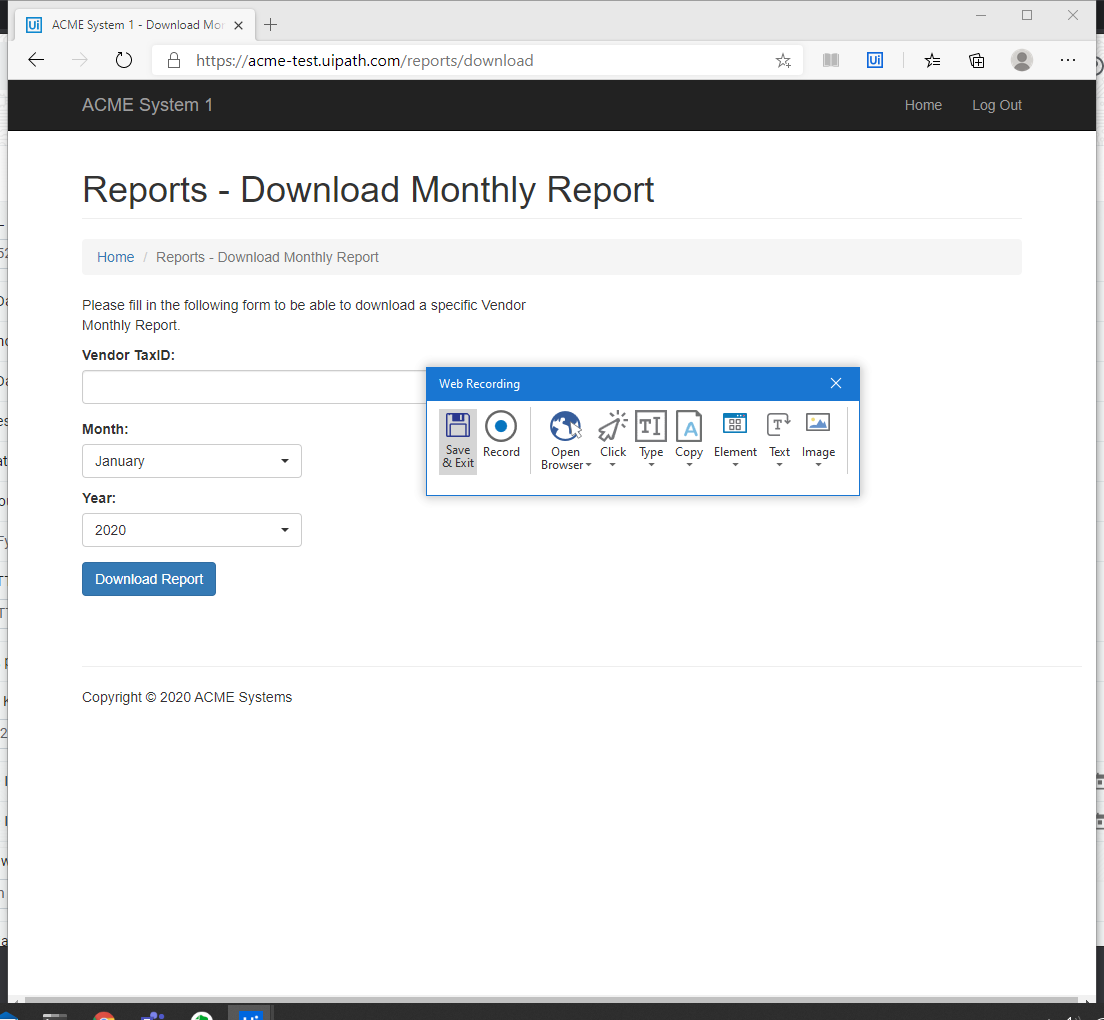 ACME System 1 - Download Mon
https://acme-test.uipath.com/reports/download
ACME System 1
Home
Log Out
Reports - Download Monthly Report
Home / Reports - Download Monthly Report
Please fill in the following form to be able to download a specific Vendor
Monthly Report.
Vendor TaxID:
Month:
January
Year:
2020
Download Report
Web Recording
Save
& Exit
Record
Open
Browser
Click
Type
Copy
Element
Text
Image
Copyright © 2020 ACME Systems